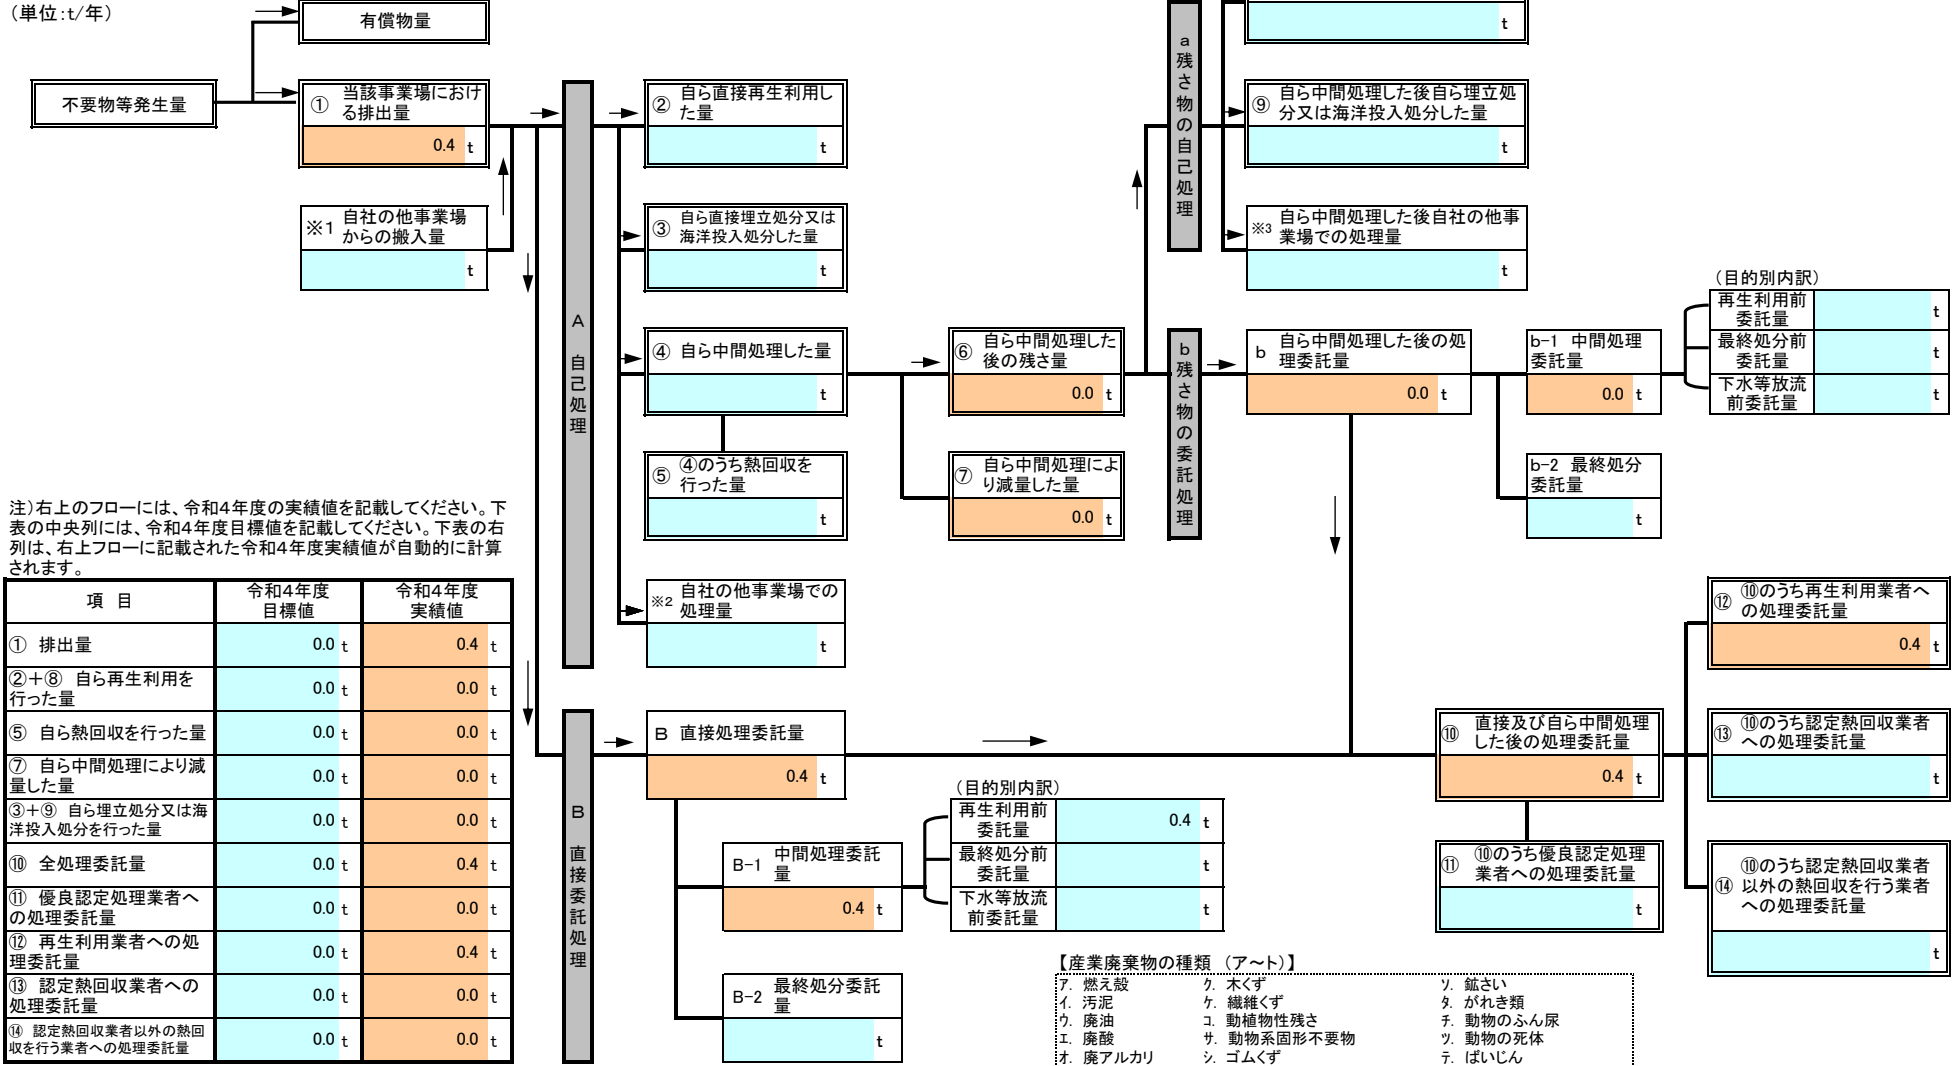 （単位：t/年）
有償物量
t
不要物等発生量
① 当該事業場におけ
る排出量
0.4 t
② 自ら直接再生利用し
た量
t
⑨ 自ら中間処理した後自ら埋立処
分又は海洋投入処分した量
t
a 残さ物の自己処理
※1 自社の他事業場
からの搬入量
t
③ 自ら直接埋立処分又は
海洋投入処分した量
t
※3 自ら中間処理した後自社の他事
業場での処理量
t
A 自己処理
④ 自ら中間処理した量
t
⑥ 自ら中間処理した
後の残さ量
0.0 t
b 残さ物の委託処理
b 自ら中間処理した後の処
理委託量
0.0 t
b-1 中間処理
委託量
0.0 t
（目的別内訳）
再生利用前
委託量
t
最終処分前
委託量
t
下水等放流
前委託量
t
⑤ ④のうち熱回収を
行った量
t
⑦ 自ら中間処理によ
り減量した量
0.0 t
b-2 最終処分
委託量
t
注）右上のフローには、令和4年度の実績値を記載してください。下
表の中央列には、令和4年度目標値を記載してください。下表の右
列は、右上フローに記載された令和4年度実績値が自動的に計算
されます。
※2 自社の他事業場での
処理量
t
項 目
令和4年度
目標値
令和4年度
実績値
① 排出量 0.0 t 0.4 t
②＋⑧ 自ら再生利用を
行った量 0.0 t 0.0 t
⑤ 自ら熱回収を行った量 0.0 t 0.0 t
⑦ 自ら中間処理により減
量した量 0.0 t 0.0 t
③＋⑨ 自ら埋立処分又は海
洋投入処分を行った量 0.0 t 0.0 t
⑩ 全処理委託量 0.0 t 0.4 t
⑪ 優良認定処理業者へ
の処理委託量 0.0 t 0.0 t
⑫ 再生利用業者への処
理委託量 0.0 t 0.4 t
⑬ 認定熱回収業者への
処理委託量 0.0 t 0.0 t
⑭ 認定熱回収業者以外の熱回
収を行う業者への処理委託量 0.0 t 0.0 t
B 直接委託処理
B 直接処理委託量
0.4 t
B-1 中間処理委託
量
0.4 t
（目的別内訳）
再生利用前
委託量
0.4 t
最終処分前
委託量
t
下水等放流
前委託量
t
B-2 最終処分委託
量
t
⑩ 直接及び自ら中間処理
した後の処理委託量
0.4 t
⑪ ⑩のうち優良認定処理
業者への処理委託量
t
⑫ ⑩のうち再生利用業者へ
の処理委託量
0.4 t
⑬ ⑩のうち認定熱回収業者
への処理委託量
t
⑭ ⑩のうち認定熱回収業者
以外の熱回収を行う業者
への処理委託量
t
【産業廃棄物の種類 （ア～ト）】
ア. 燃え殻 ク. 木くず ソ. 鉱さい
イ. 汚泥 ケ. 繊維くず タ. がれき類
ウ. 廃油 コ. 動植物性残さ チ. 動物のふん尿
エ. 廃酸 サ. 動物系固形不要物 ツ. 動物の死体
オ. 廃アルカリ シ. ゴムくず テ. ばいじん